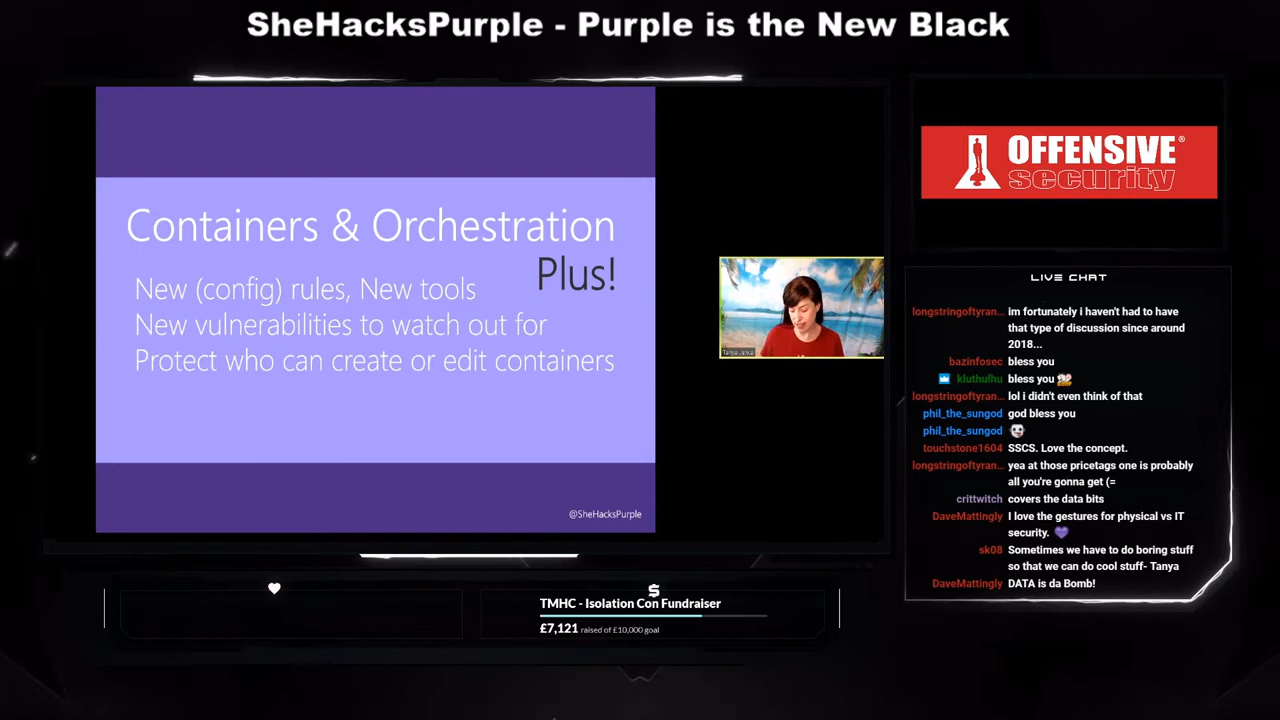 SheHacksPurple - Purple is the New Black
Containers & Orchestration
Plus!
New (config) rules, New tools
New vulnerabilities to watch out for
Protect who can create or edit containers
@SheHacksPurple
OFFENSIVE®
security
LIVE CHAT
longstringoftyran... im fortunately i haven't had to have
that type of discussion since around
2018...
bazinfosec bless you
kluthulhu bless you
longstringoftyran... lol i didn't even think of that
phil_the_sungod god bless you
phil_the_sungod
touchstone1604 SSCS. Love the concept.
longstringoftyran... yea at those pricetags one is probably
all you're gonna get (=
crittwitch covers the data bits
DaveMattingly I love the gestures for physical vs IT
security.
sk08 Sometimes we have to do boring stuff
so that we can do cool stuff- Tanya
DaveMattingly DATA is da Bomb!
TMHC - Isolation Con Fundraiser
£7,121 raised of £10,000 goal